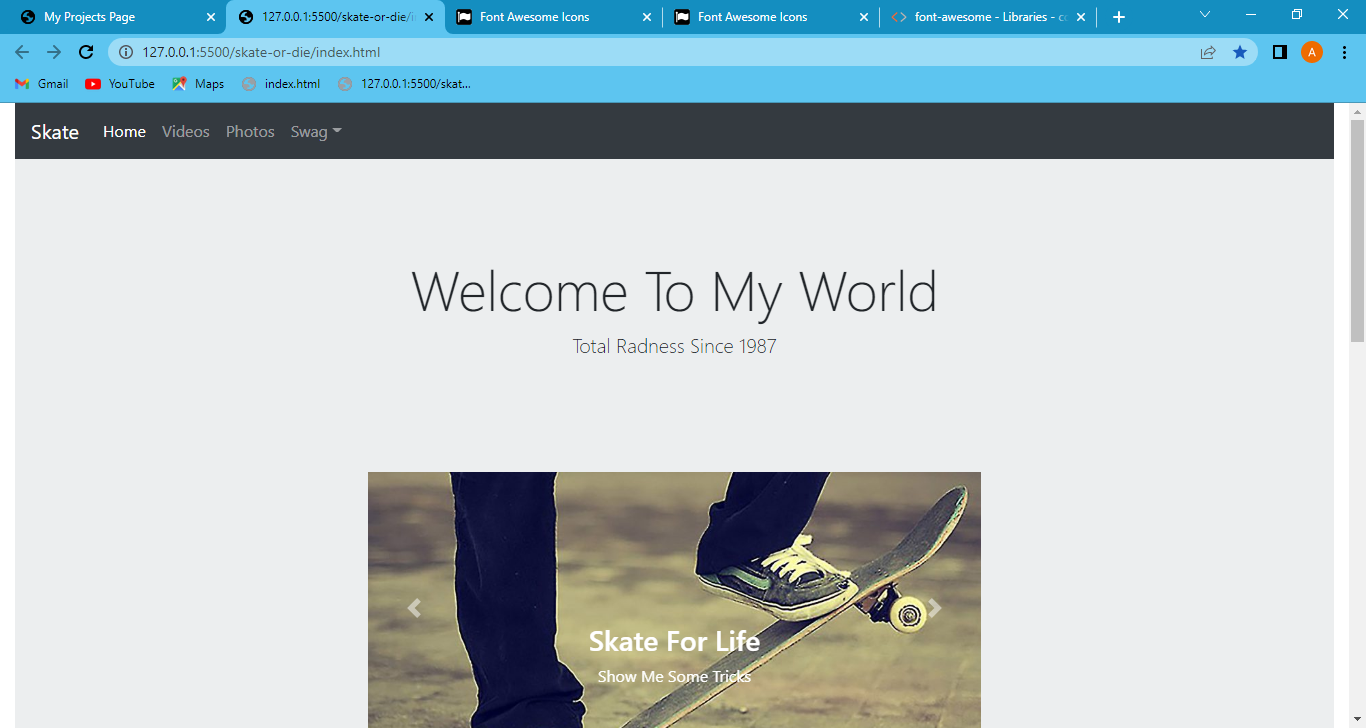 My Projects Page
127.0.0.1:5500/skate-or-die/i
Font Awesome Icons
Font Awesome Icons
font-awesome - Libraries - c
127.0.0.1:5500/skate-or-die/index.html
A
Gmail
YouTube
Maps
index.html
127.0.0.1:5500/skat...
Skate
Home
Videos
Photos
Swag
Welcome To My World
Total Radness Since 1987
Skate For Life
Show Me Some Tricks